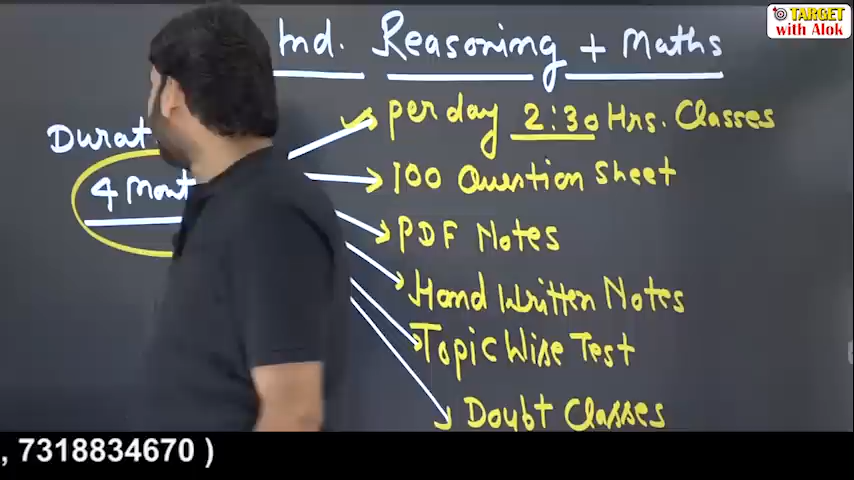 TARGET
with Alok
Ind. Reasoning + Maths
Per day 2:30 Hrs. Classes
100 Question Sheet
PDF Notes
Hand Written Notes
Topic Wise Test
Doubt Classes
Durat
4 Mont
, 7318834670 )